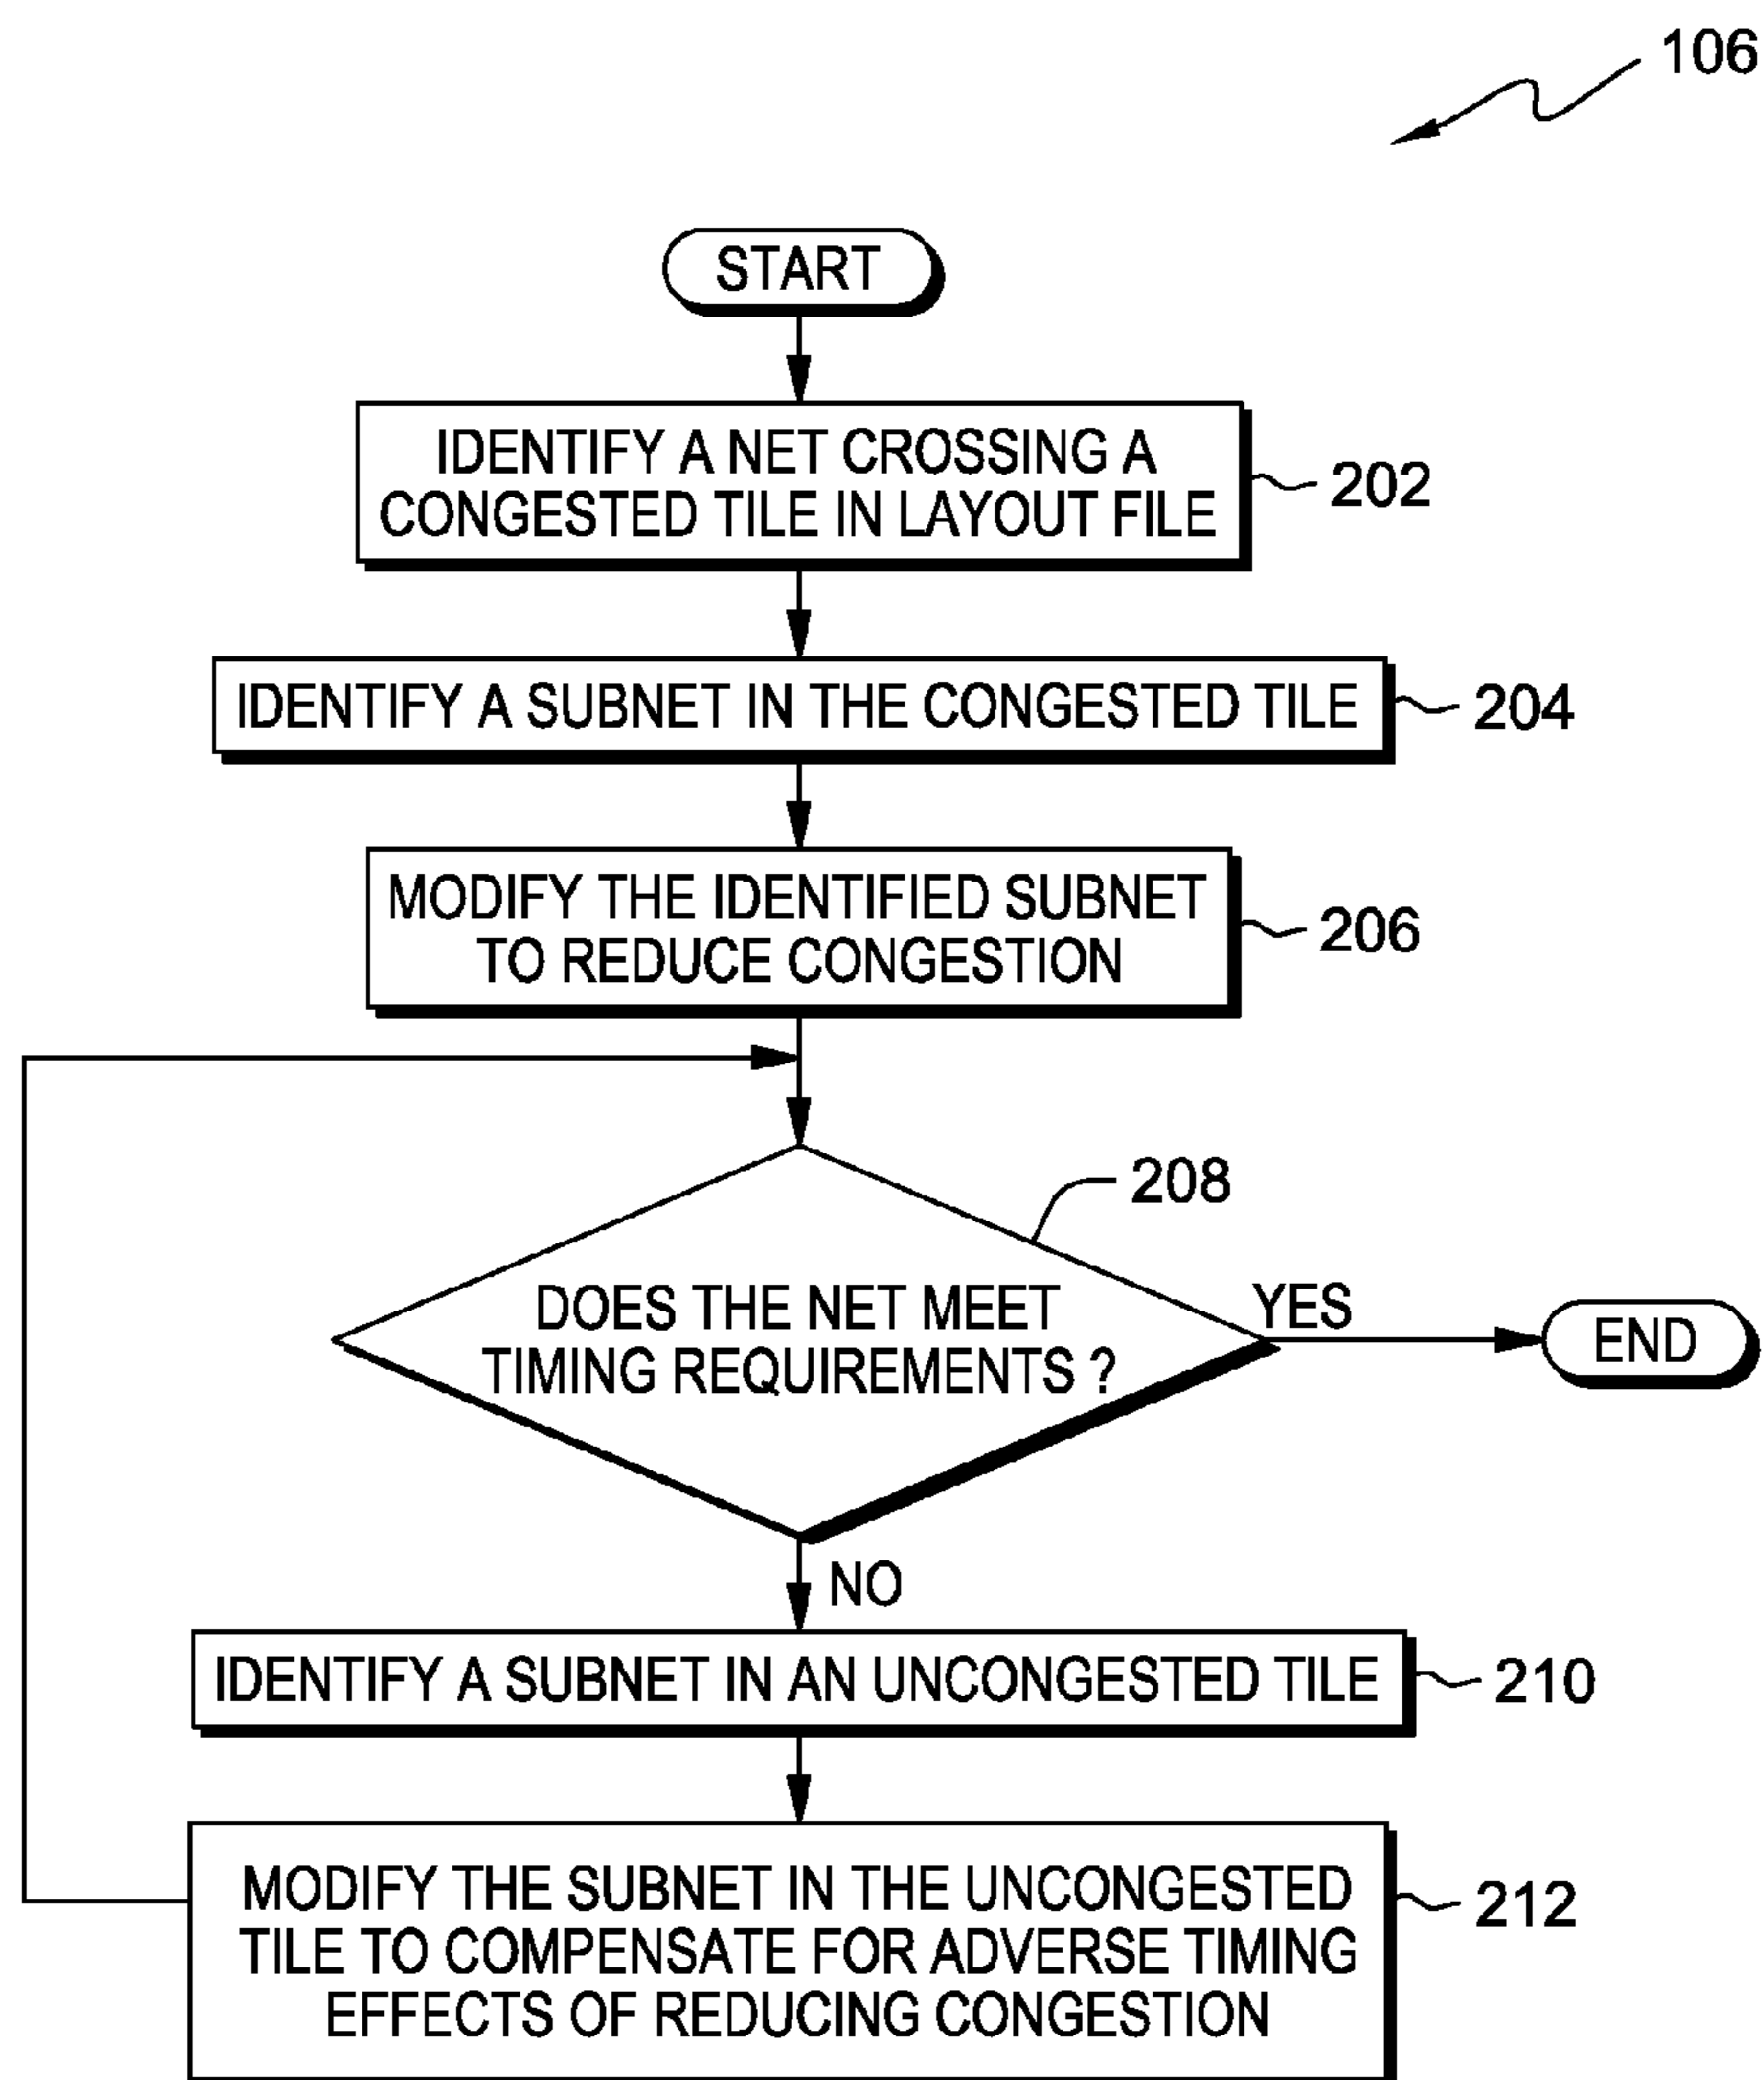 106
START
IDENTIFY A NET CROSSING A
CONGESTED TILE IN LAYOUT FILE
202
IDENTIFY A SUBNET IN THE CONGESTED TILE
204
MODIFY THE IDENTIFIED SUBNET
TO REDUCE CONGESTION
206
208
DOES THE NET MEET
TIMING REQUIREMENTS ?
YES
END
NO
IDENTIFY A SUBNET IN AN UNCONGESTED TILE
210
MODIFY THE SUBNET IN THE UNCONGESTED
TILE TO COMPENSATE FOR ADVERSE TIMING
EFFECTS OF REDUCING CONGESTION
212